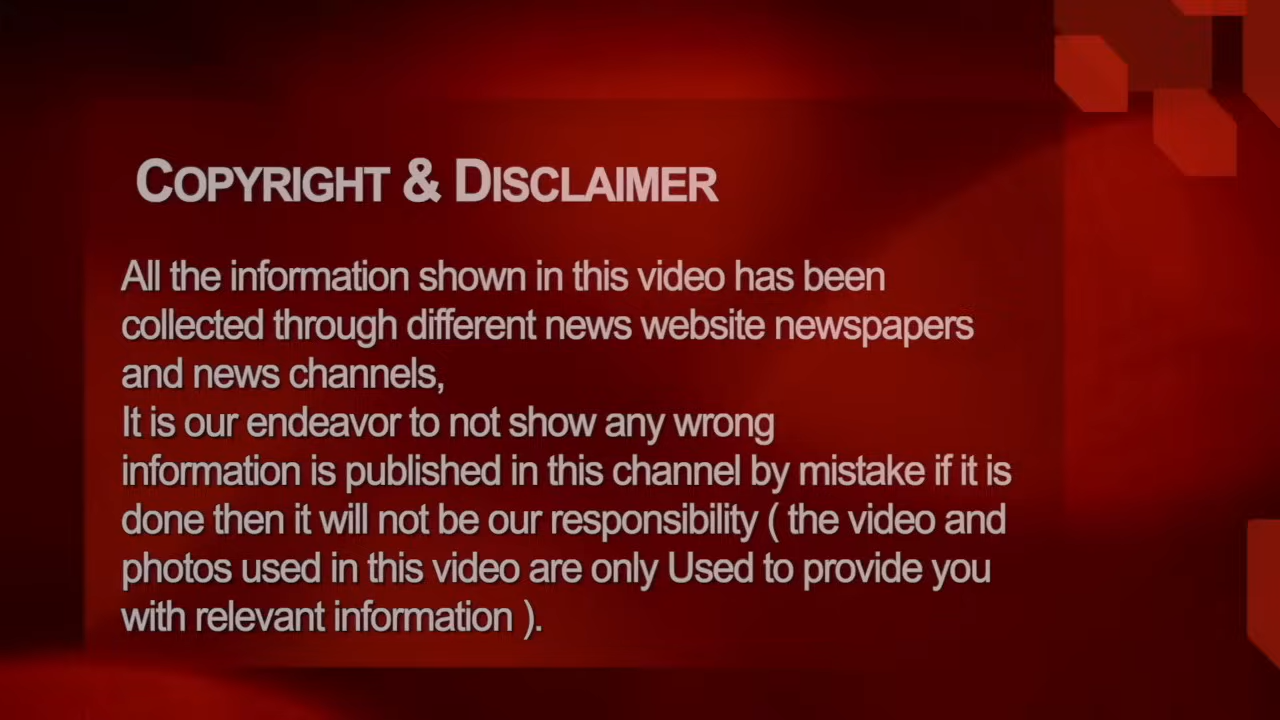 COPYRIGHT & DISCLAIMER
All the information shown in this video has been
collected through different news website newspapers
and news channels,
It is our endeavor to not show any wrong
information is published in this channel by mistake if it is
done then it will not be our responsibility ( the video and
photos used in this video are only Used to provide you
with relevant information ).